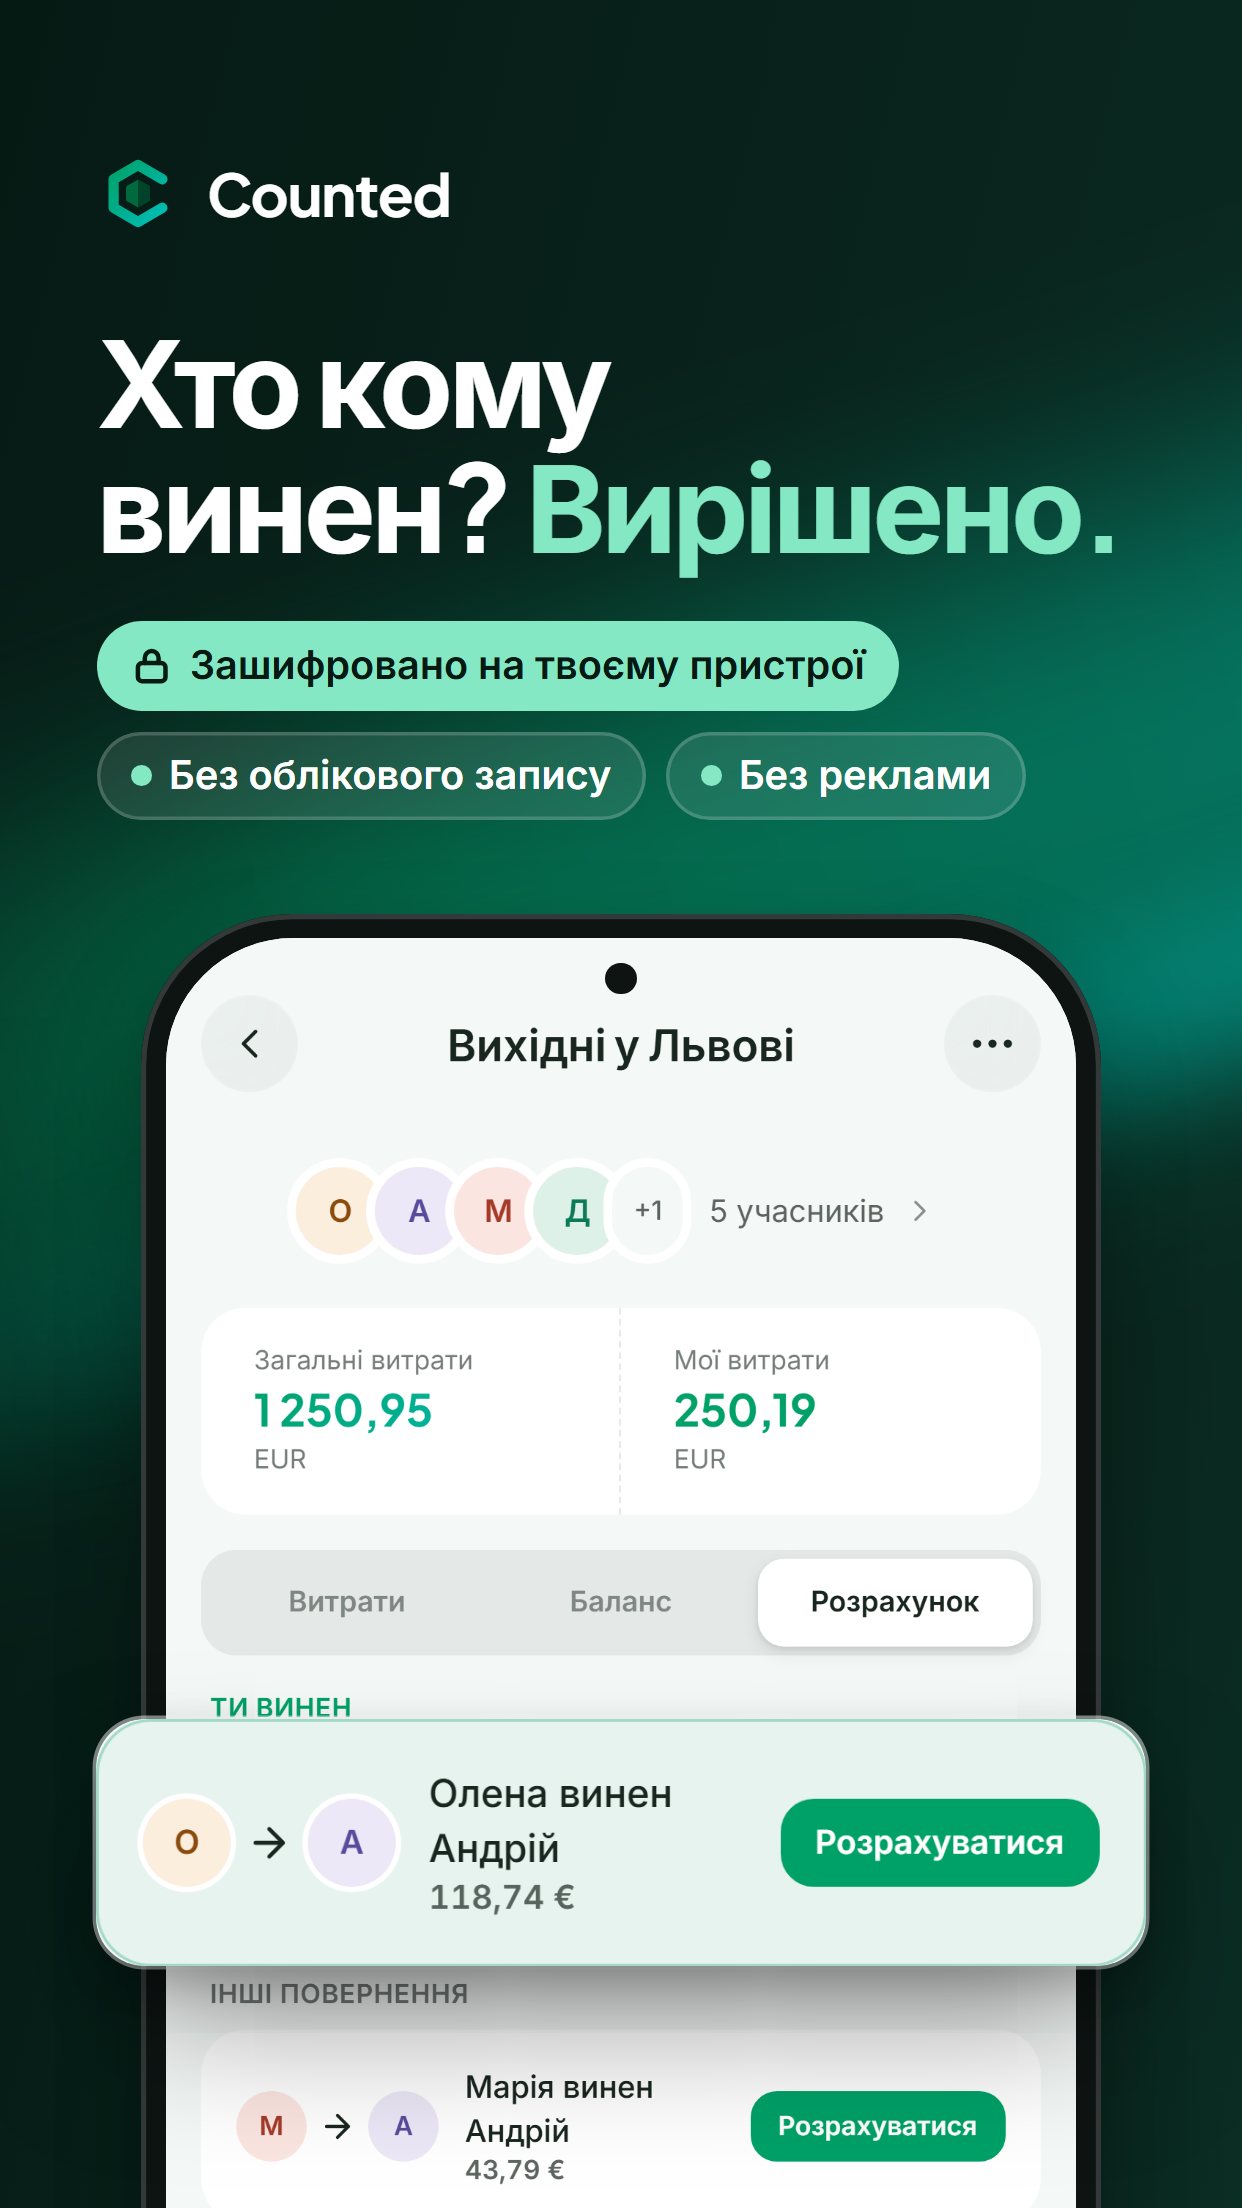 Counted
Хто кому
винен? Вирішено.
Зашифровано на твоєму пристрої
Без облікового запису
Без реклами
Вихідні у Львові
О А М Д +1 5 учасників
Загальні витрати
1 250,95
EUR
Мої витрати
250,19
EUR
Витрати Баланс Розрахунок
ТИ ВИНЕН
О А
Олена винен
Андрій
118,74 €
Розрахуватися
ІНШІ ПОВЕРНЕННЯ
М А
Марія винен
Андрій
43,79 €
Розрахуватися